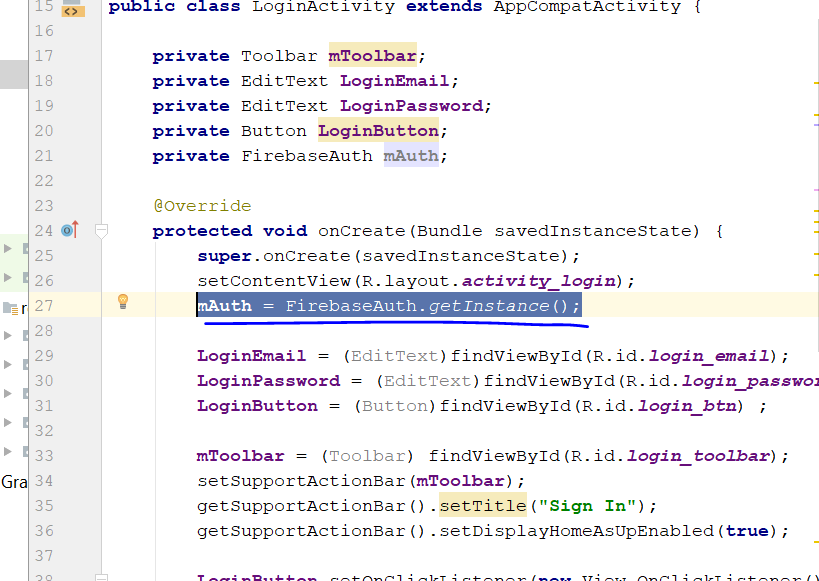 15 public class LoginActivity extends AppCompatActivity {
16
17 private Toolbar mToolbar;
18 private EditText LoginEmail;
19 private EditText LoginPassword;
20 private Button LoginButton;
21 private FirebaseAuth mAuth;
22
23 @Override
24 protected void onCreate(Bundle savedInstanceState) {
25 super.onCreate(savedInstanceState);
26 setContentView(R.layout.activity_login);
27 mAuth = FirebaseAuth.getInstance();
28
29 LoginEmail = (EditText)findViewById(R.id.login_email);
30 LoginPassword = (EditText)findViewById(R.id.login_passwor
31 LoginButton = (Button)findViewById(R.id.login_btn) ;
32
33 mToolbar = (Toolbar) findViewById(R.id.login_toolbar);
34 setSupportActionBar(mToolbar);
Gra
35 getSupportActionBar().setTitle("Sign In");
36 getSupportActionBar().setDisplayHomeAsUpEnabled(true);
37
38 LoginButton.setOnClickListener(new View.OnClickListener()